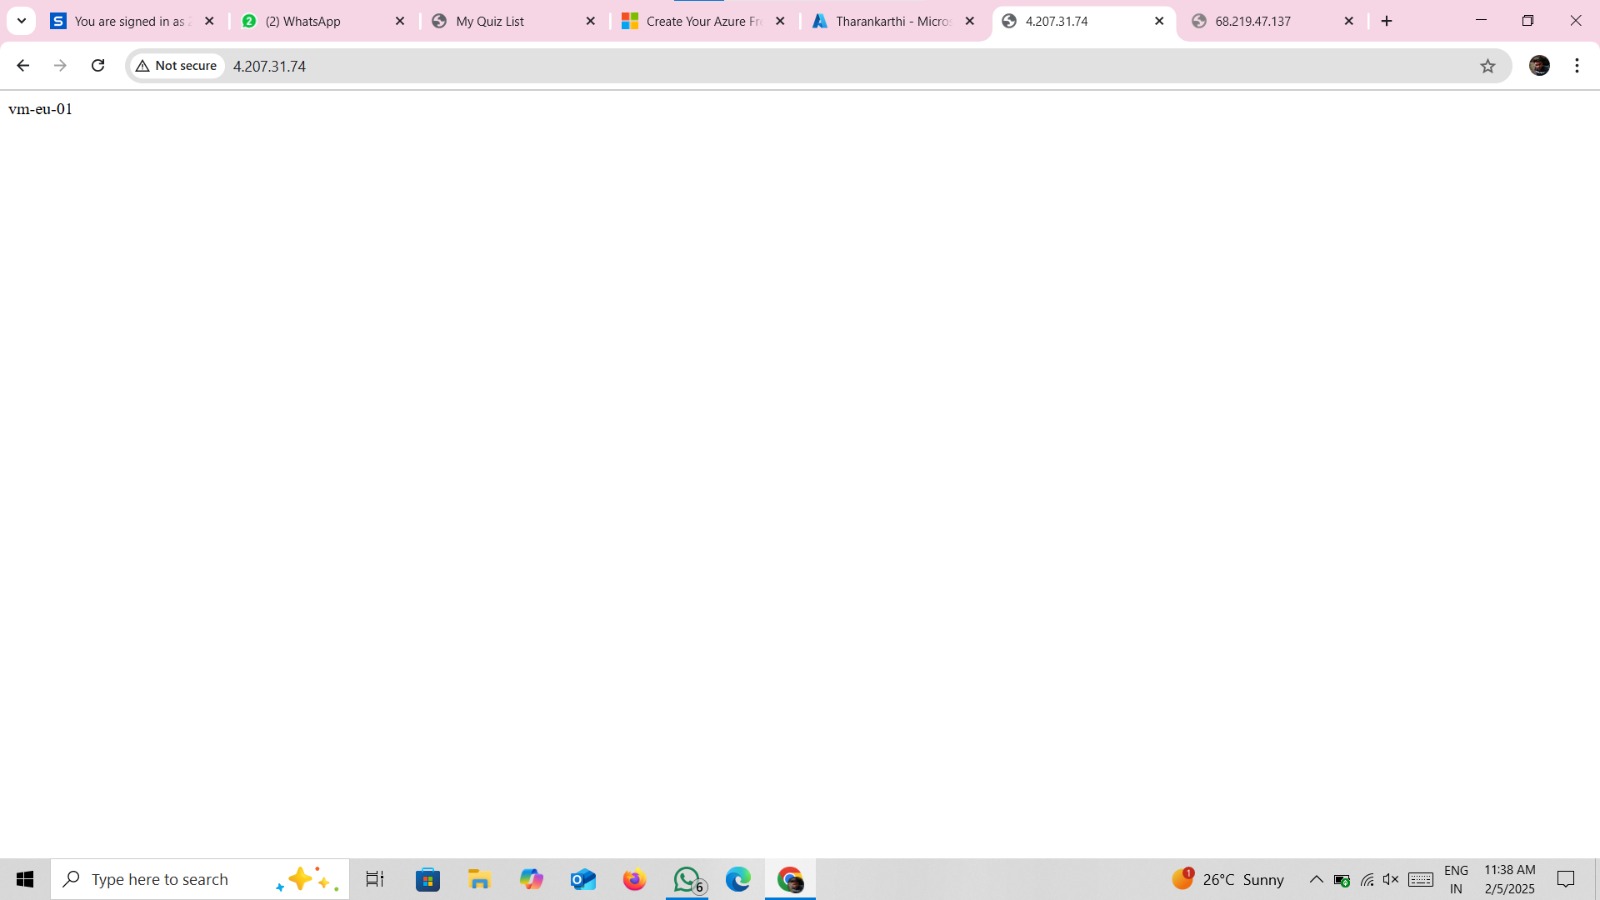 You are signed in as
(2) WhatsApp
My Quiz List
Create Your Azure Fr
Tharankarthi - Micros
4.207.31.74
68.219.47.137
Not secure
4.207.31.74
vm-eu-01
Type here to search
6
1
26°C Sunny
ENG
IN
11:38 AM
2/5/2025